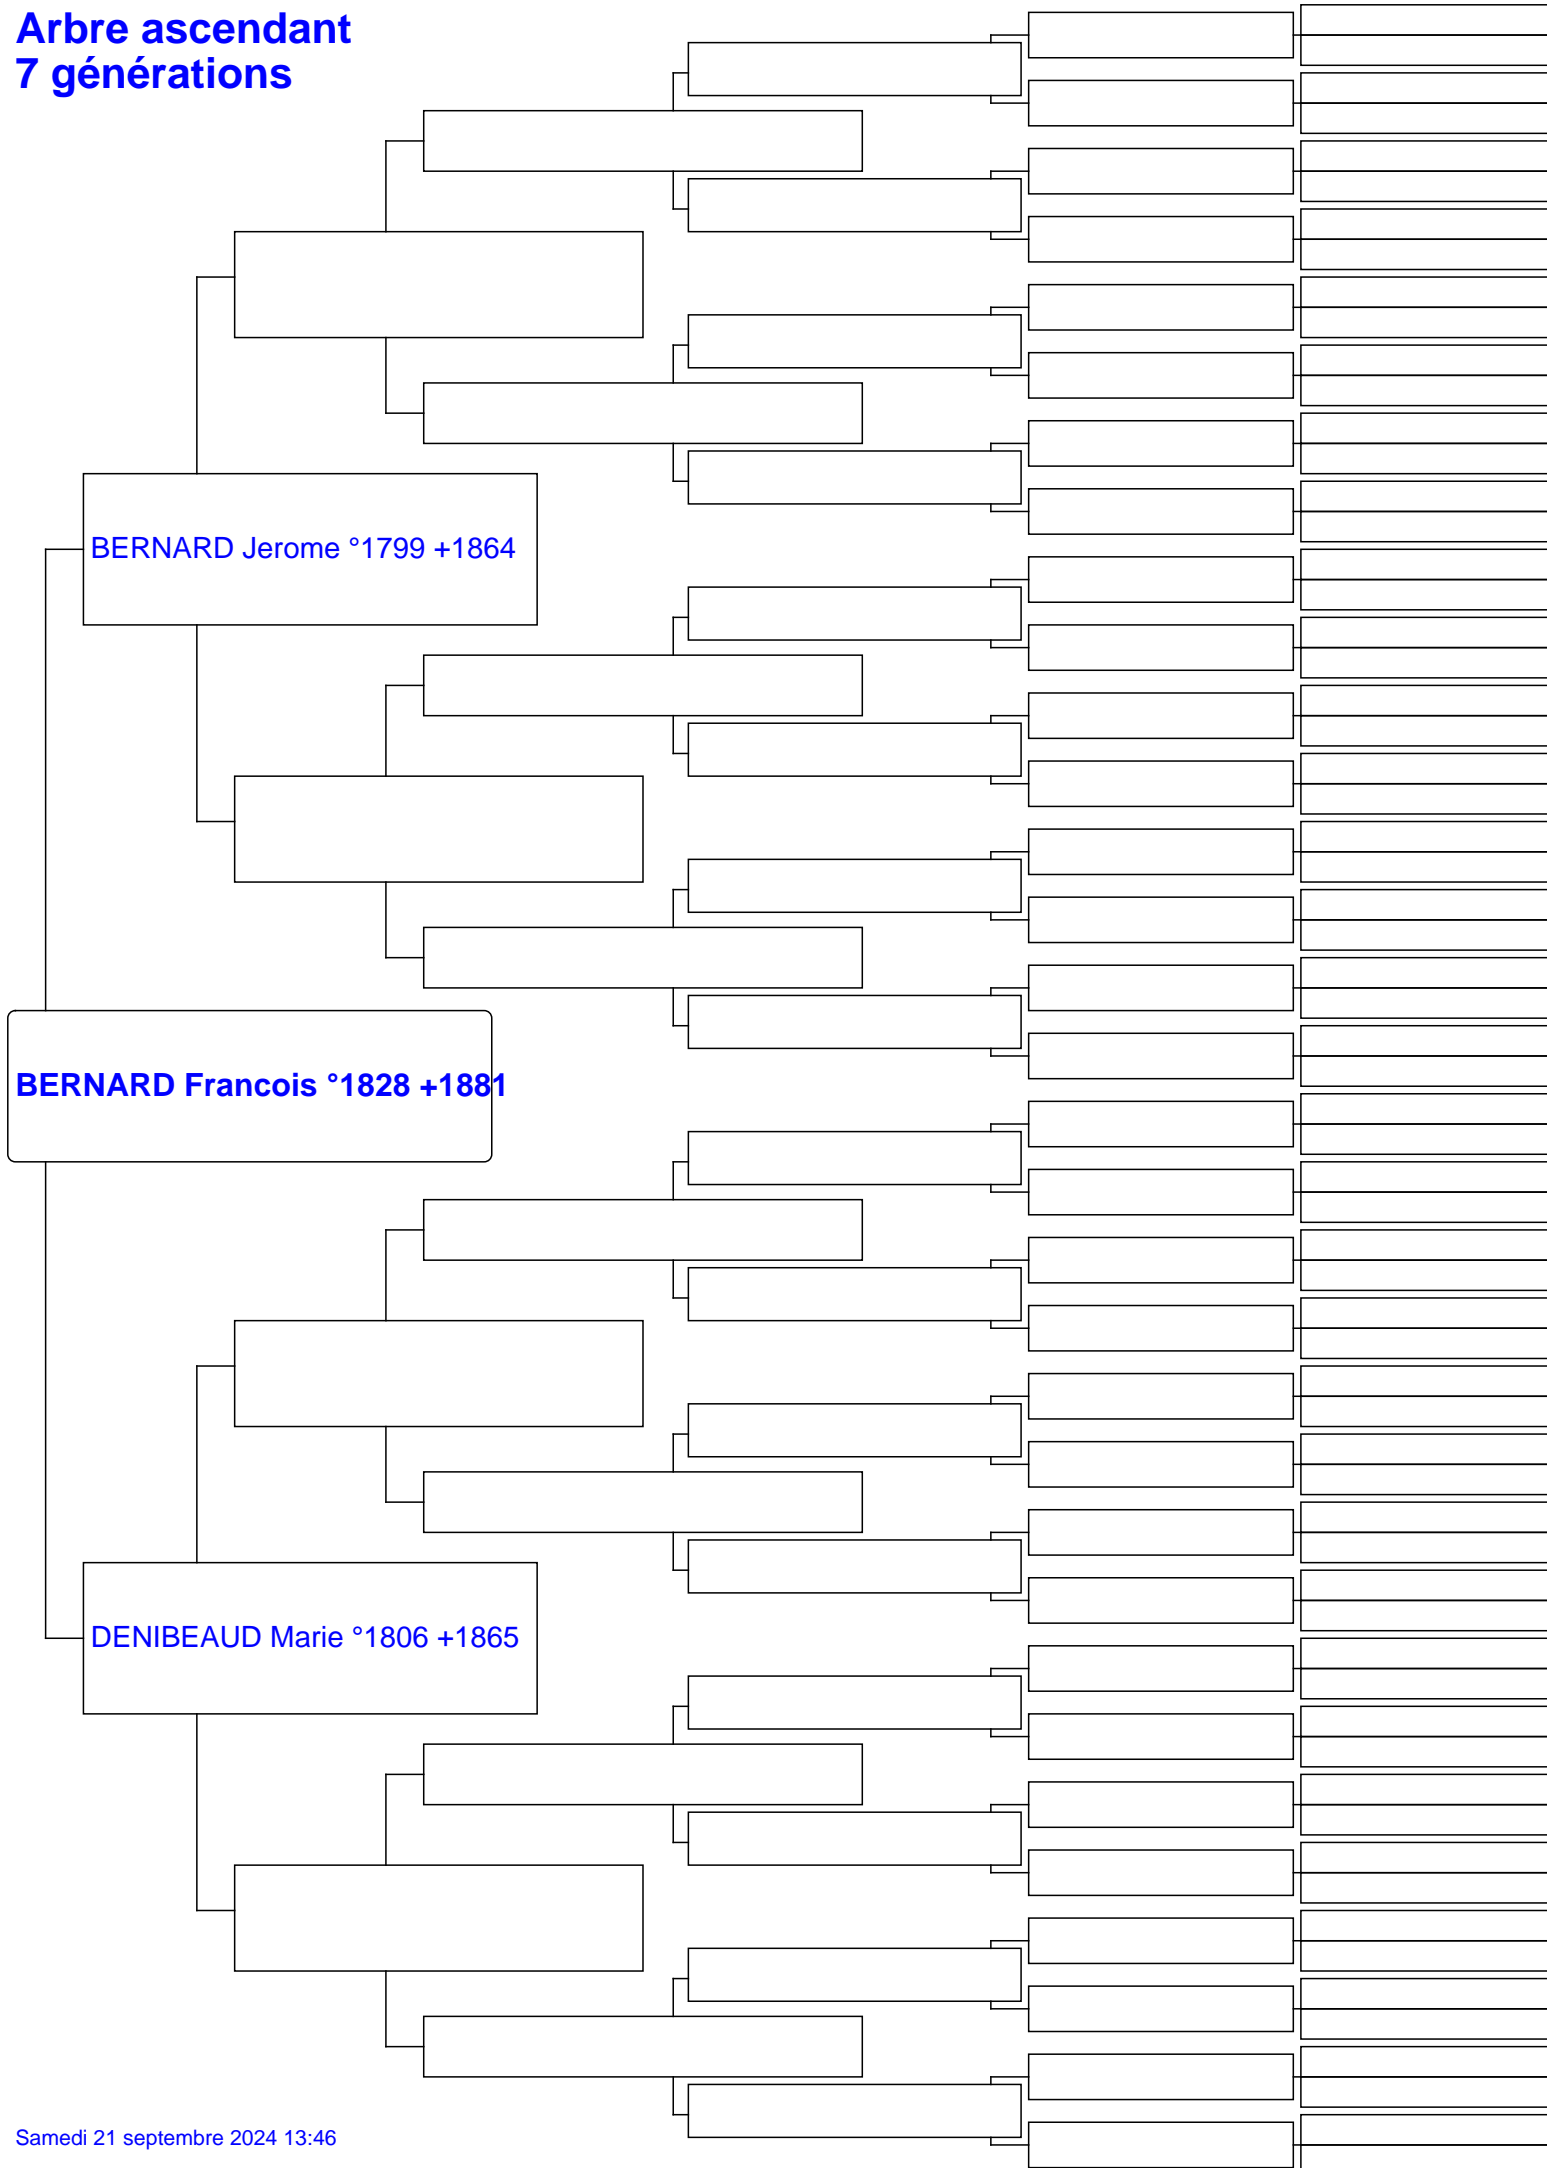 Arbre ascendant
7 générations
BERNARD Jerome °1799 +1864
BERNARD Francois °1828 +1881
DENIBEAUD Marie °1806 +1865
Samedi 21 septembre 2024 13:46